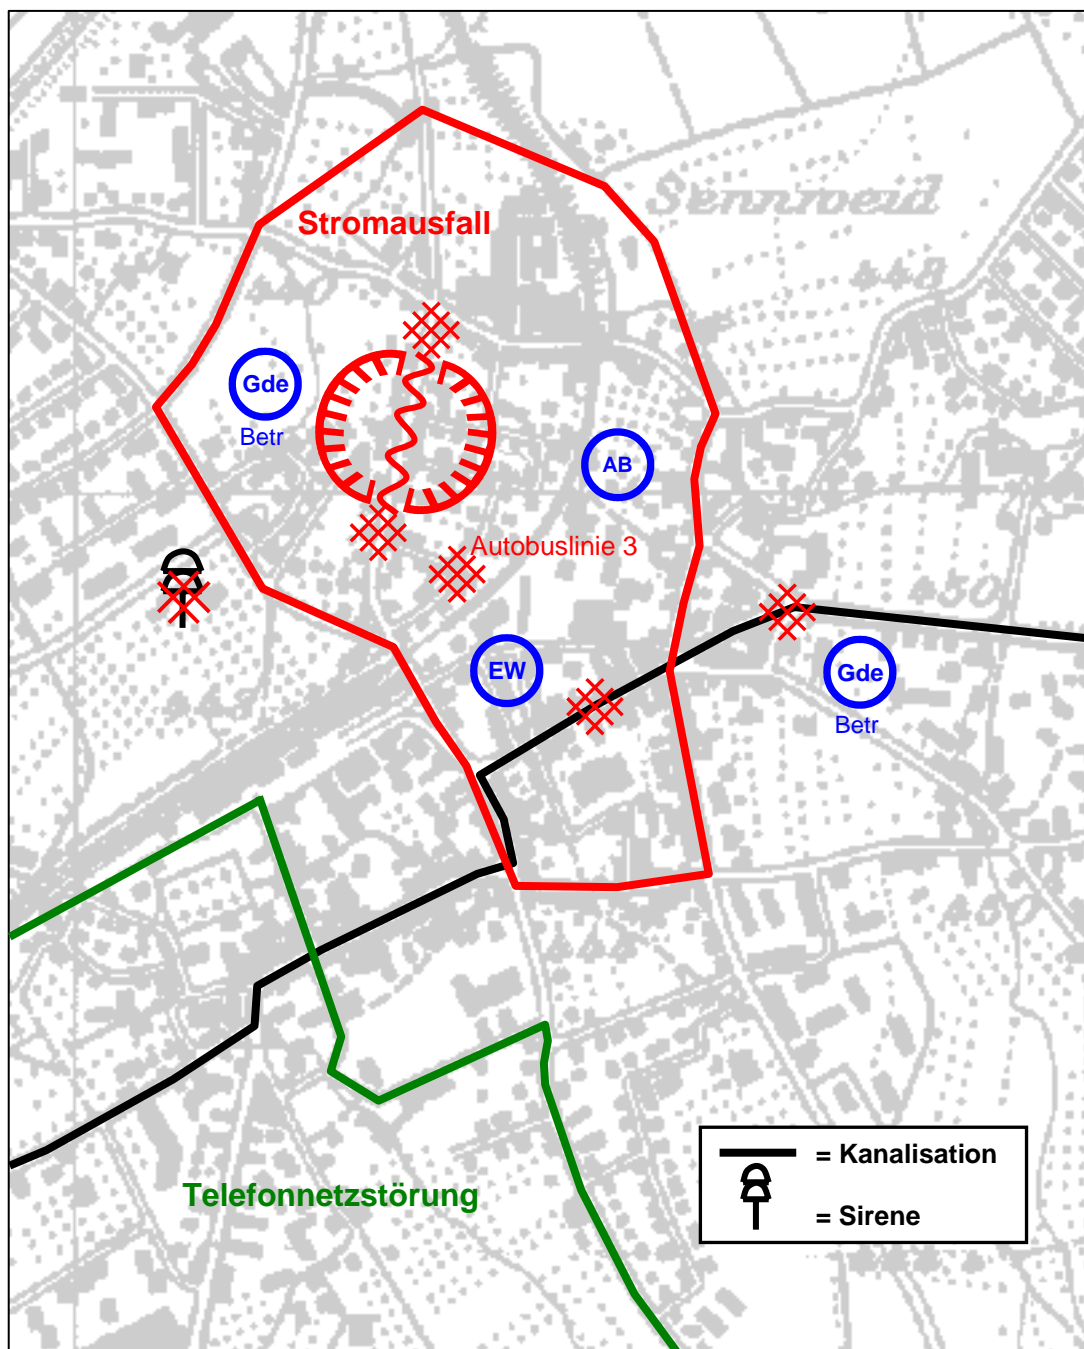 Stromausfall
Gde
Betr
AB
Autobuslinie 3
EW
Gde
Betr
Telefonnetzstörung
= Kanalisation
= Sirene